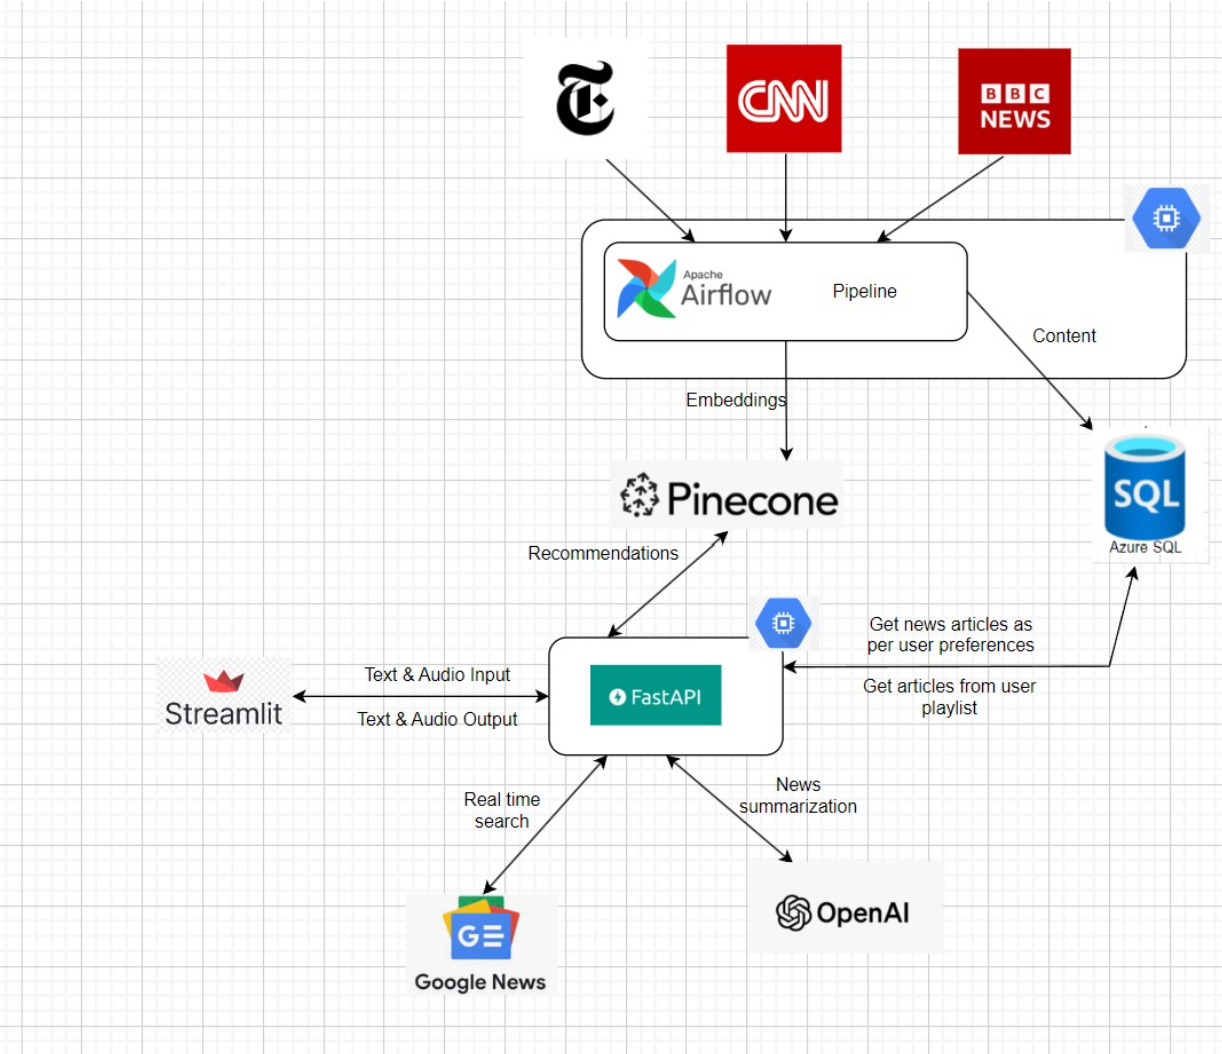 CNN
BBC
NEWS
Apache
Airflow
Pipeline
Content
Embeddings
Pinecone
SQL
Azure SQL
Recommendations
Get news articles as
per user preferences
Get articles from user
playlist
FastAPI
Text & Audio Input
Text & Audio Output
Streamlit
Real time
search
News
summarization
GE
Google News
OpenAI